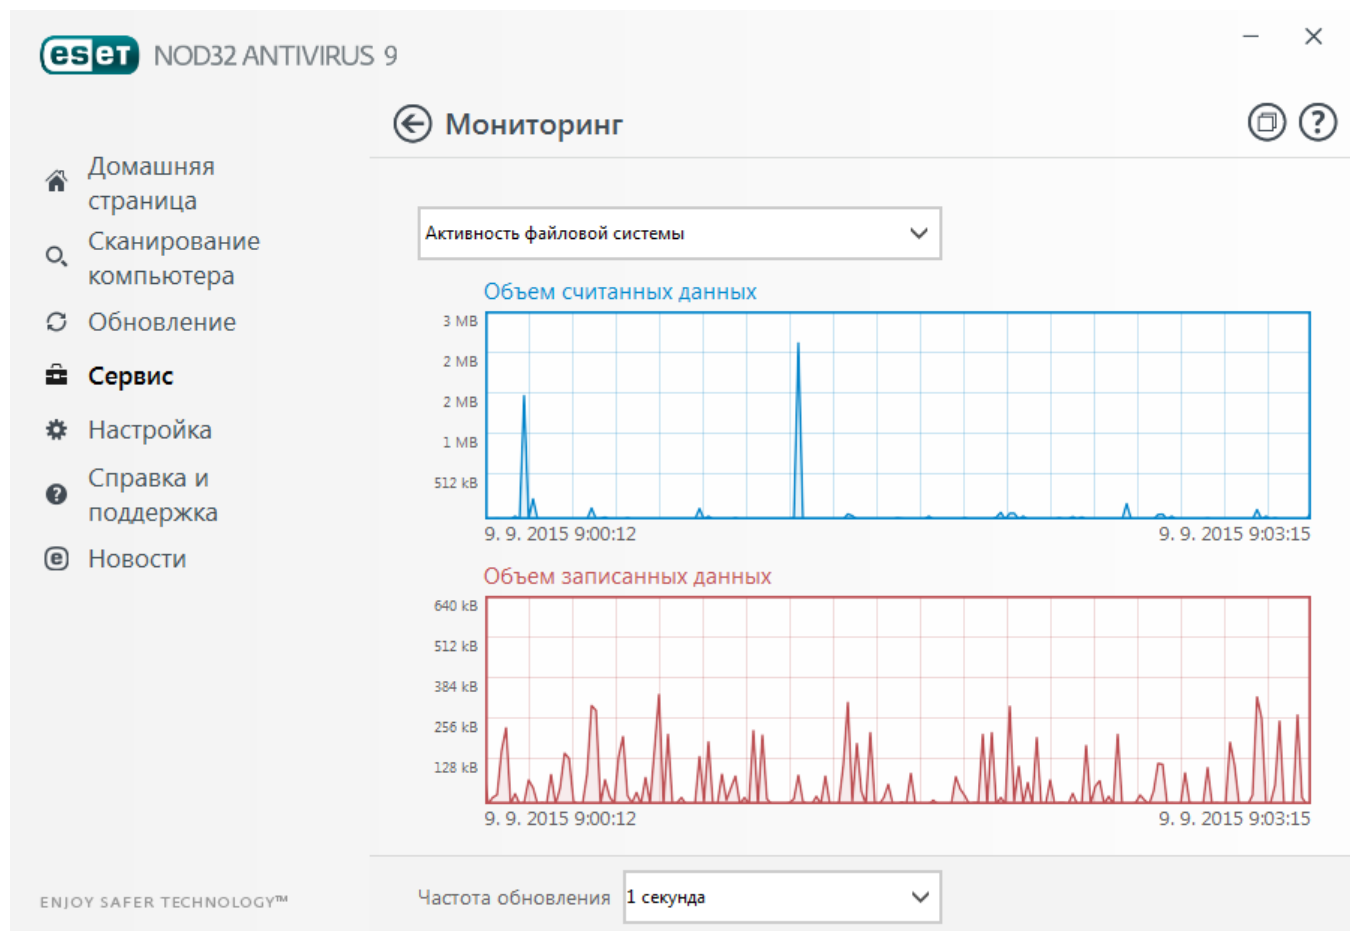 eset NOD32 ANTIVIRUS 9
Мониторинг
Домашняя
страница
Сканирование
компьютера
Обновление
Сервис
Настройка
Справка и
поддержка
Новости
Активность файловой системы
Объем считанных данных
3 MB
2 MB
2 MB
1 MB
512 kB
9. 9. 2015 9:00:12
9. 9. 2015 9:03:15
Объем записанных данных
640 kB
512 kB
384 kB
256 kB
128 kB
9. 9. 2015 9:00:12
9. 9. 2015 9:03:15
Частота обновления
1 секунда
ENJOY SAFER TECHNOLOGY™